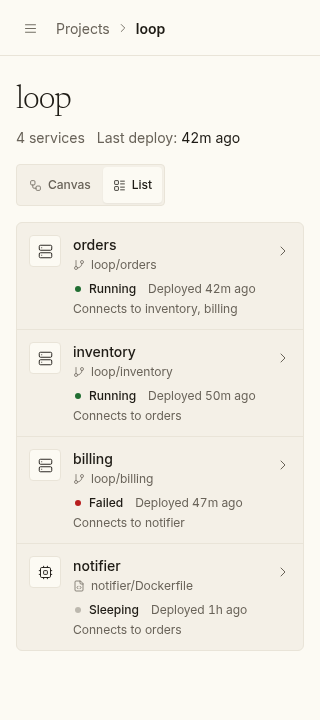 Projects > loop
loop
4 services Last deploy: 42m ago
Canvas List
orders
loop/orders
Running Deployed 42m ago
Connects to inventory, billing
inventory
loop/inventory
Running Deployed 50m ago
Connects to orders
billing
loop/billing
Failed Deployed 47m ago
Connects to notifier
notifier
notifier/Dockerfile
Sleeping Deployed 1h ago
Connects to orders